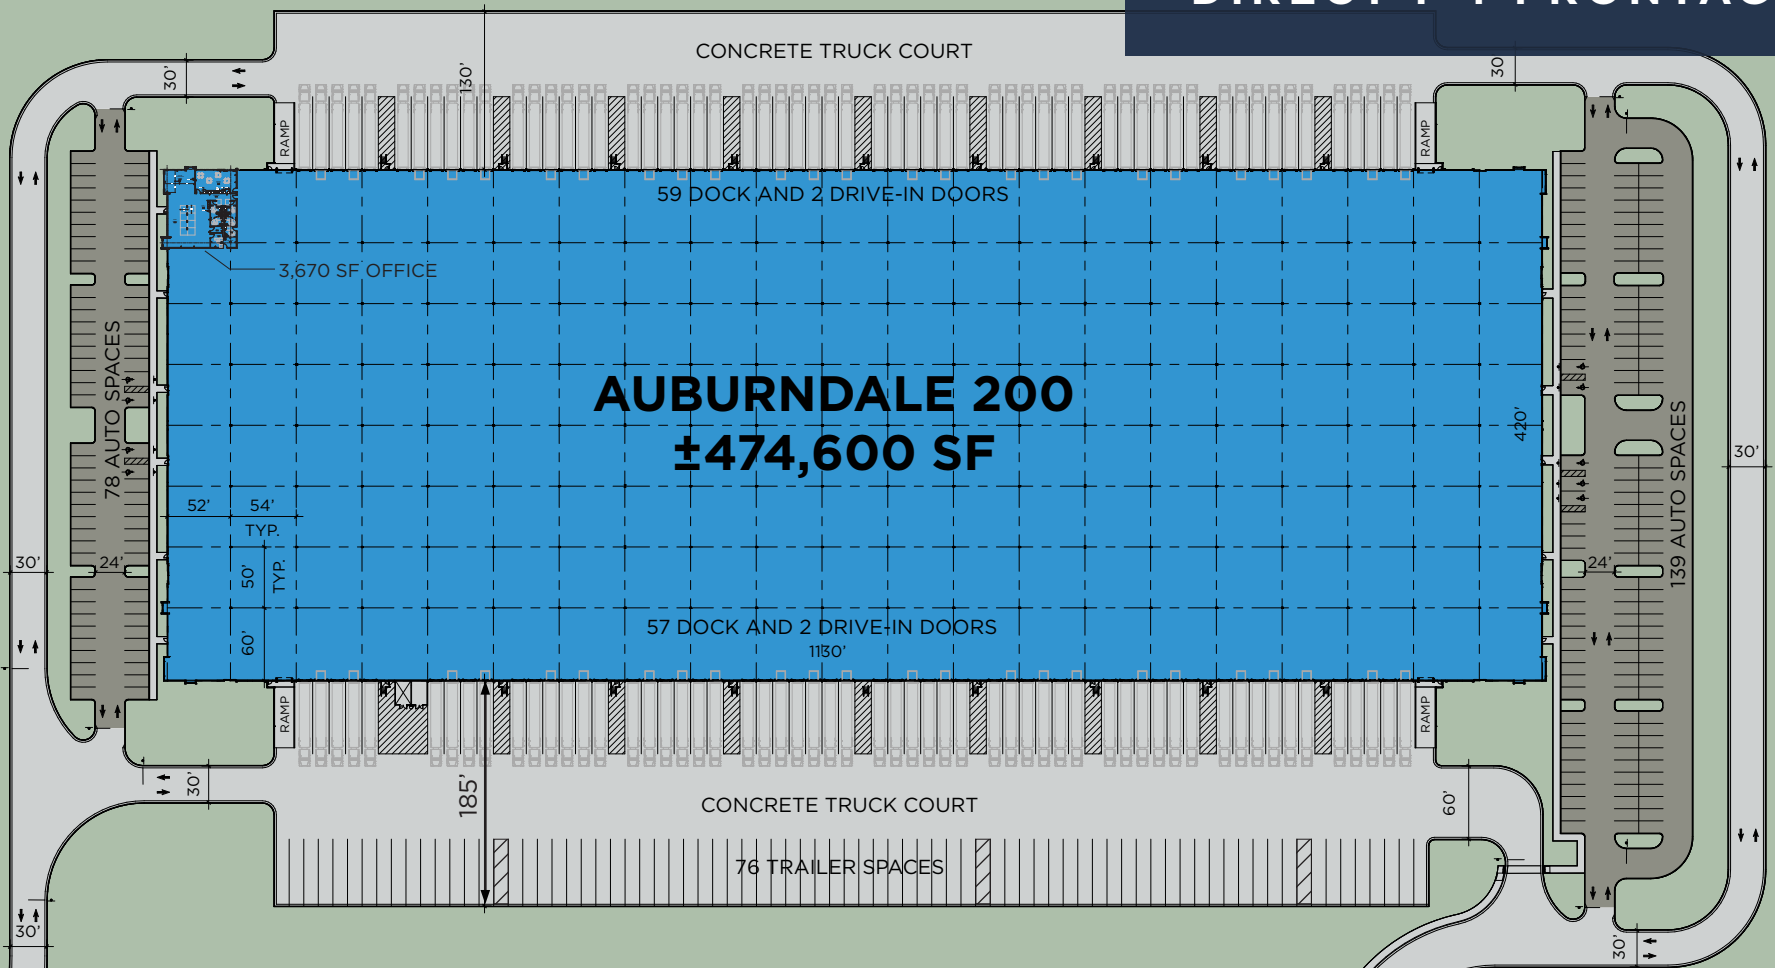 CONCRETE TRUCK COURT
30'
130'
30'
RAMP
RAMP
59 DOCK AND 2 DRIVE-IN DOORS
3,670 SF OFFICE
AUBURNDALE 200
±474,600 SF
420'
78 AUTO SPACES
139 AUTO SPACES
30'
52'
54'
TYP.
50'
TYP.
30'
24'
24'
60'
57 DOCK AND 2 DRIVE-IN DOORS
1130'
RAMP
RAMP
30'
185'
CONCRETE TRUCK COURT
60'
76 TRAILER SPACES
30'
30'